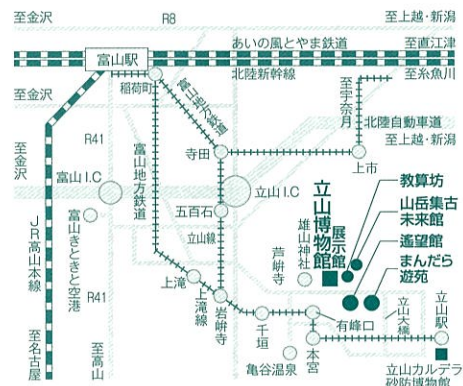 至金沢
R8
至上越・新潟
富山駅
あいの風とやま鉄道
至直江津
北陸新幹線
至糸魚川
稲荷町
至金沢
富山地方鉄道
至宇奈月
北陸自動車道
至上越・新潟
R41
至金沢
富山地方鉄道
寺田
上市
富山I.C
立山I.C
教算坊
山岳集古
未来館
遙望館
まんだら
遊苑
立山博物館
展示館
雄山神社
芦峅寺
五百石
立山線
富山きときと空港
JR高山本線
R41
上滝
上滝線
岩峅寺
千垣
有峰口
立山大橋
立山駅
本宮
亀谷温泉
至名古屋
至高山
立山カルデラ
砂防博物館